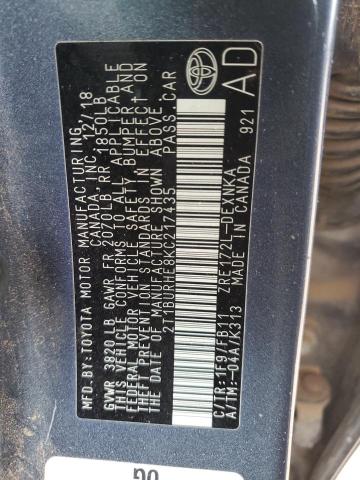 MFD. BY:TOYOTA MOTOR MANUFACTURING
CANADA, INC. 12/18
GVWR 3820 LB GAWR FR 2070LB RR 1850LB
THIS VEHICLE CONFORMS TO ALL APPLICABLE
FEDERAL MOTOR VEHICLE SAFETY, BUMPER AND
THEFT PREVENTION STANDARDS IN EFFECT ON
THE DATE OF MANUFACTURE SHOWN ABOVE
2T1BURHE8KC217435 PASS CAR
C/TR:1F9/FB11 ZRE172L-DEXNKA
A/TM:-04A/K313 MADE IN CANADA 921
AD